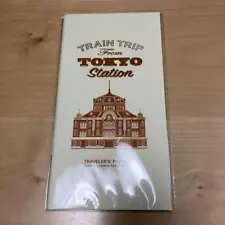 TRAIN TRIP
From
TOKYO
Station
TRAVELER'S